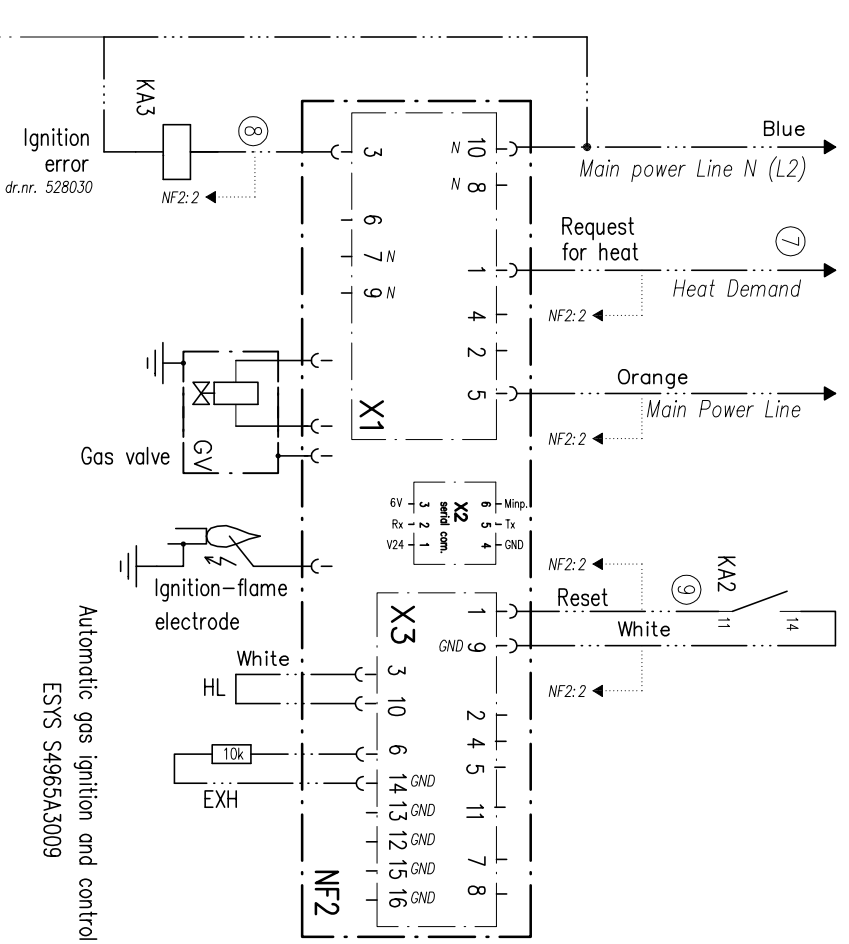 KA3
8
Ignition
error
dr.nr. 528030
NF2:2
3
6
7 N
9 N
X1
N 10
N 8
1
4
2
5
Blue
Main power Line N (L2)
Request
for heat
7
Heat Demand
NF2:2
Orange
Main Power Line
NF2:2
GV
Gas valve
6V 3
Rx 2
V24 1
X2
serial com.
6 Minp.
5 Tx
4 GND
Ignition-flame
electrode
NF2:2
Reset
9
KA2
11
14
White
NF2:2
X3
1
GND 9
2
4
5
11
7
8
White
HL
3
10
10k
6
EXH
14 GND
13 GND
12 GND
15 GND
16 GND
NF2
Automatic gas ignition and control
ESYS S4965A3009